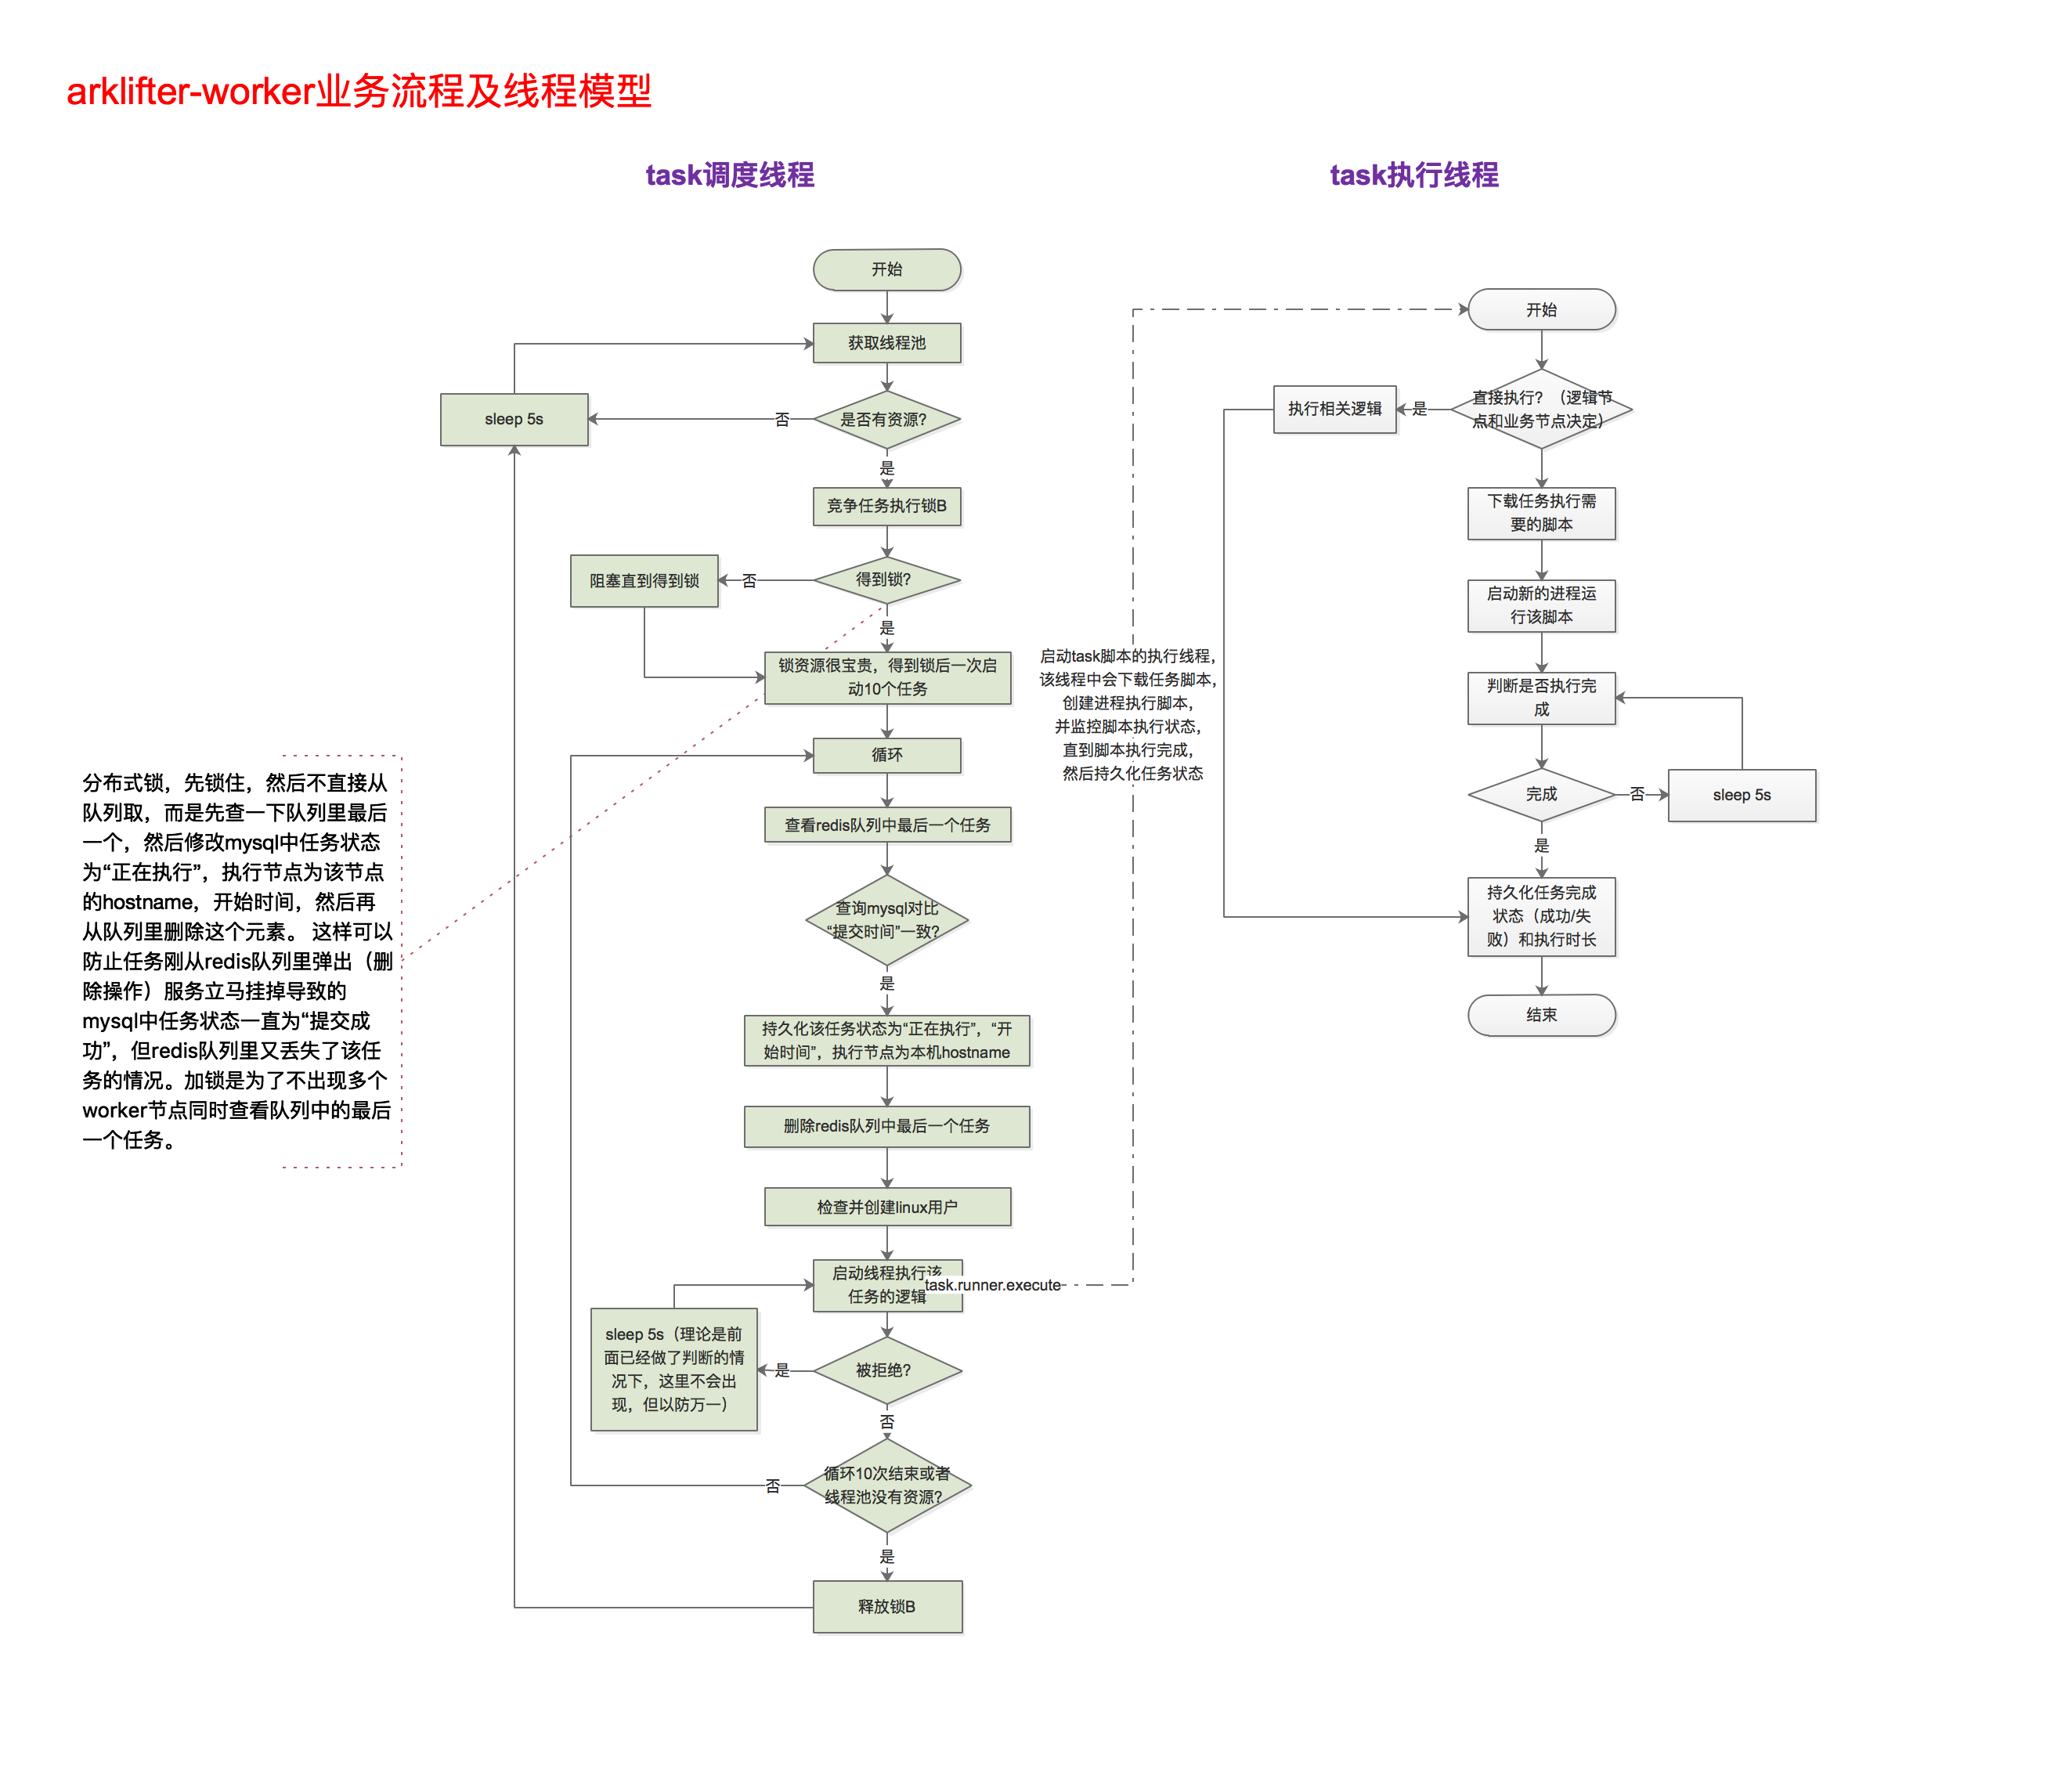 arklifter-worker业务流程及线程模型
task调度线程
开始
获取线程池
是否有资源？
否
sleep 5s
是
竞争任务执行锁B
得到锁？
否
阻塞直到得到锁
是
锁资源很宝贵，得到锁后一次启
动10个任务
循环
查看redis队列中最后一个任务
查询mysql对比
“提交时间”一致？
是
持久化该任务状态为“正在执行”，“开
始时间”，执行节点为本机hostname
删除redis队列中最后一个任务
检查并创建linux用户
启动线程执行该
任务的逻辑
task.runner.execute
被拒绝？
是
sleep 5s（理论是前
面已经做了判断的情
况下，这里不会出
现，但以防万一）
否
循环10次结束或者
线程池没有资源？
否
是
释放锁B
分布式锁，先锁住，然后不直接从
队列取，而是先查一下队列里最后
一个，然后修改mysql中任务状态
为“正在执行”，执行节点为该节点
的hostname，开始时间，然后再
从队列里删除这个元素。 这样可以
防止任务刚从redis队列里弹出（删
除操作）服务立马挂掉导致的
mysql中任务状态一直为“提交成
功”，但redis队列里又丢失了该任
务的情况。加锁是为了不出现多个
worker节点同时查看队列中的最后
一个任务。
启动task脚本的执行线程，
该线程中会下载任务脚本，
创建进程执行脚本，
并监控脚本执行状态，
直到脚本执行完成，
然后持久化任务状态
task执行线程
开始
直接执行？（逻辑节
点和业务节点决定）
是
执行相关逻辑
下载任务执行需
要的脚本
启动新的进程运
行该脚本
判断是否执行完
成
完成
否
sleep 5s
是
持久化任务完成
状态（成功/失
败）和执行时长
结束